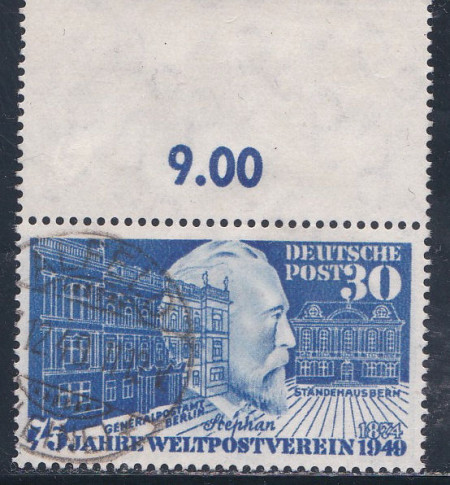 9.00
DEUTSCHE
POST 30
STÄNDEHAUS BERN
GENERALPOSTAMT
BERLIN
Stephan
1874
75 JAHRE WELTPOSTVEREIN 1949